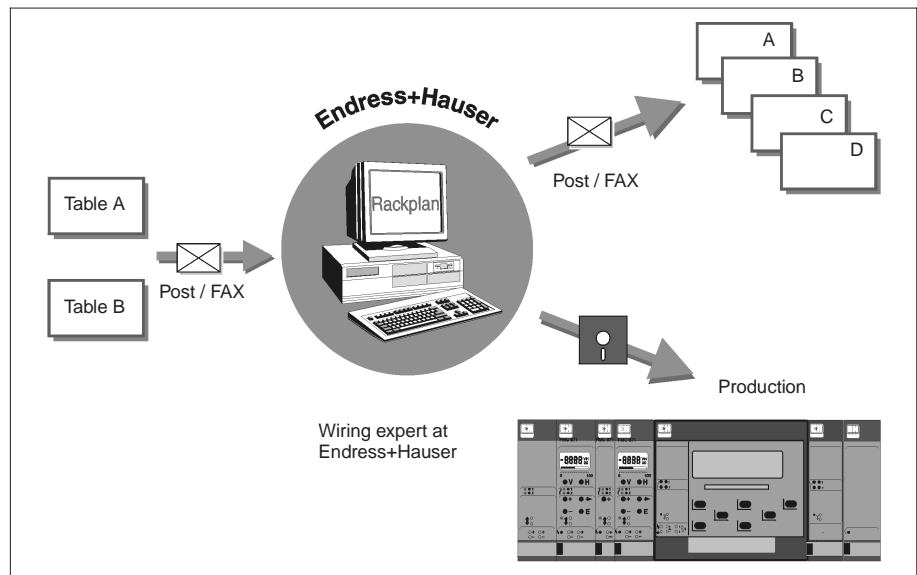 A
B
C
D
Endress+Hauser
Rackplan
Table A
Table B
Post / FAX
Post / FAX
Production
Wiring expert at
Endress+Hauser
-8888
-8888
V H
V H
E
E